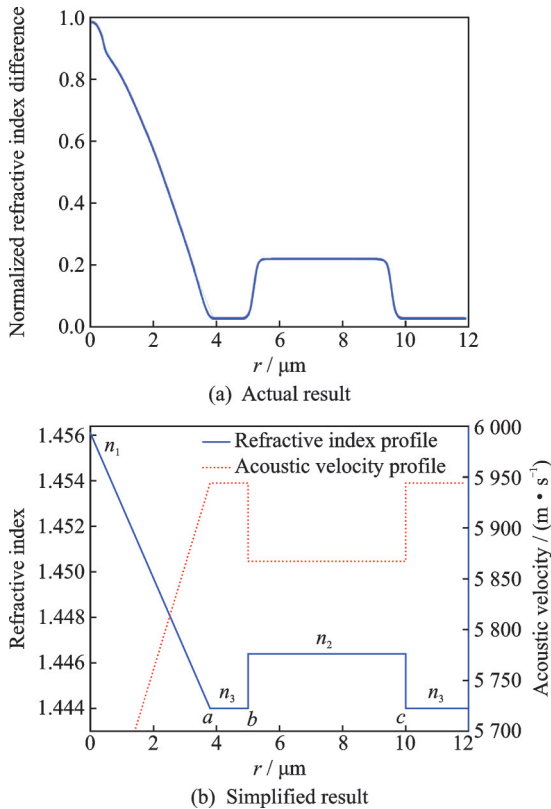 Normalized refractive index difference
1.0
0.8
0.6
0.4
0.2
0.0
0 2 4 6 8 10 12
r / μm
(a) Actual result
Refractive index
1.456
1.454
1.452
1.450
1.448
1.446
1.444
n1
Refractive index profile
Acoustic velocity profile
n2
n3
n3
a
b
c
6 000
5 950
5 900
5 850
5 800
5 750
5 700
Acoustic velocity / (m • s⁻¹)
0 2 4 6 8 10 12
r / μm
(b) Simplified result